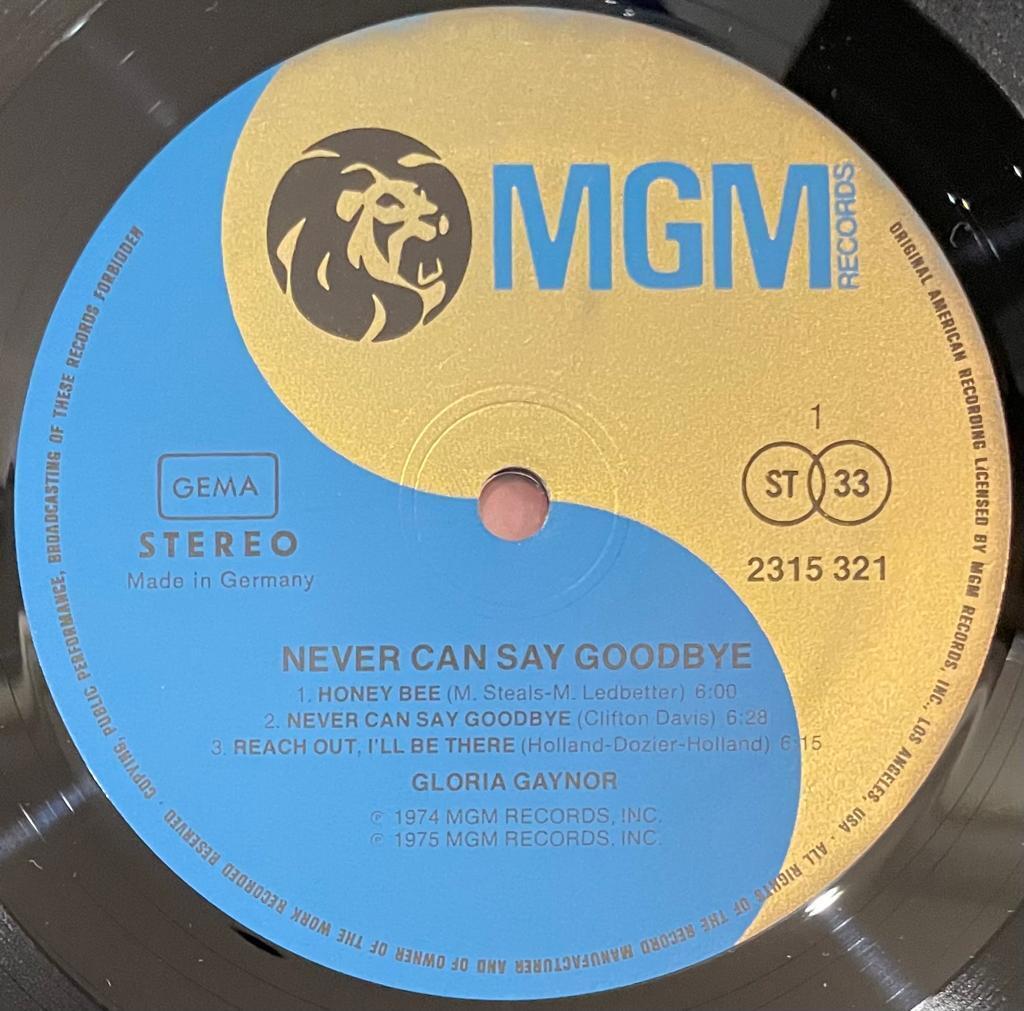 MGM
RECORDS
1
ST 33
2315 321
GEMA
STEREO
Made in Germany
NEVER CAN SAY GOODBYE
1. HONEY BEE (M. Steals-M. Ledbetter) 6:00
2. NEVER CAN SAY GOODBYE (Clifton Davis) 6:28
3. REACH OUT, I'LL BE THERE (Holland-Dozier-Holland) 6:15
GLORIA GAYNOR
℗ 1974 MGM RECORDS, INC.
℗ 1975 MGM RECORDS, INC.
ORIGINAL AMERICAN RECORDING LICENSED BY MGM RECORDS, INC., LOS ANGELES, USA · ALL RIGHTS OF THE RECORD MANUFACTURER AND OF OWNER OF THE WORK RECORDED RESERVED · COPYING, PUBLIC PERFORMANCE, BROADCASTING OF THESE RECORDS FORBIDDEN